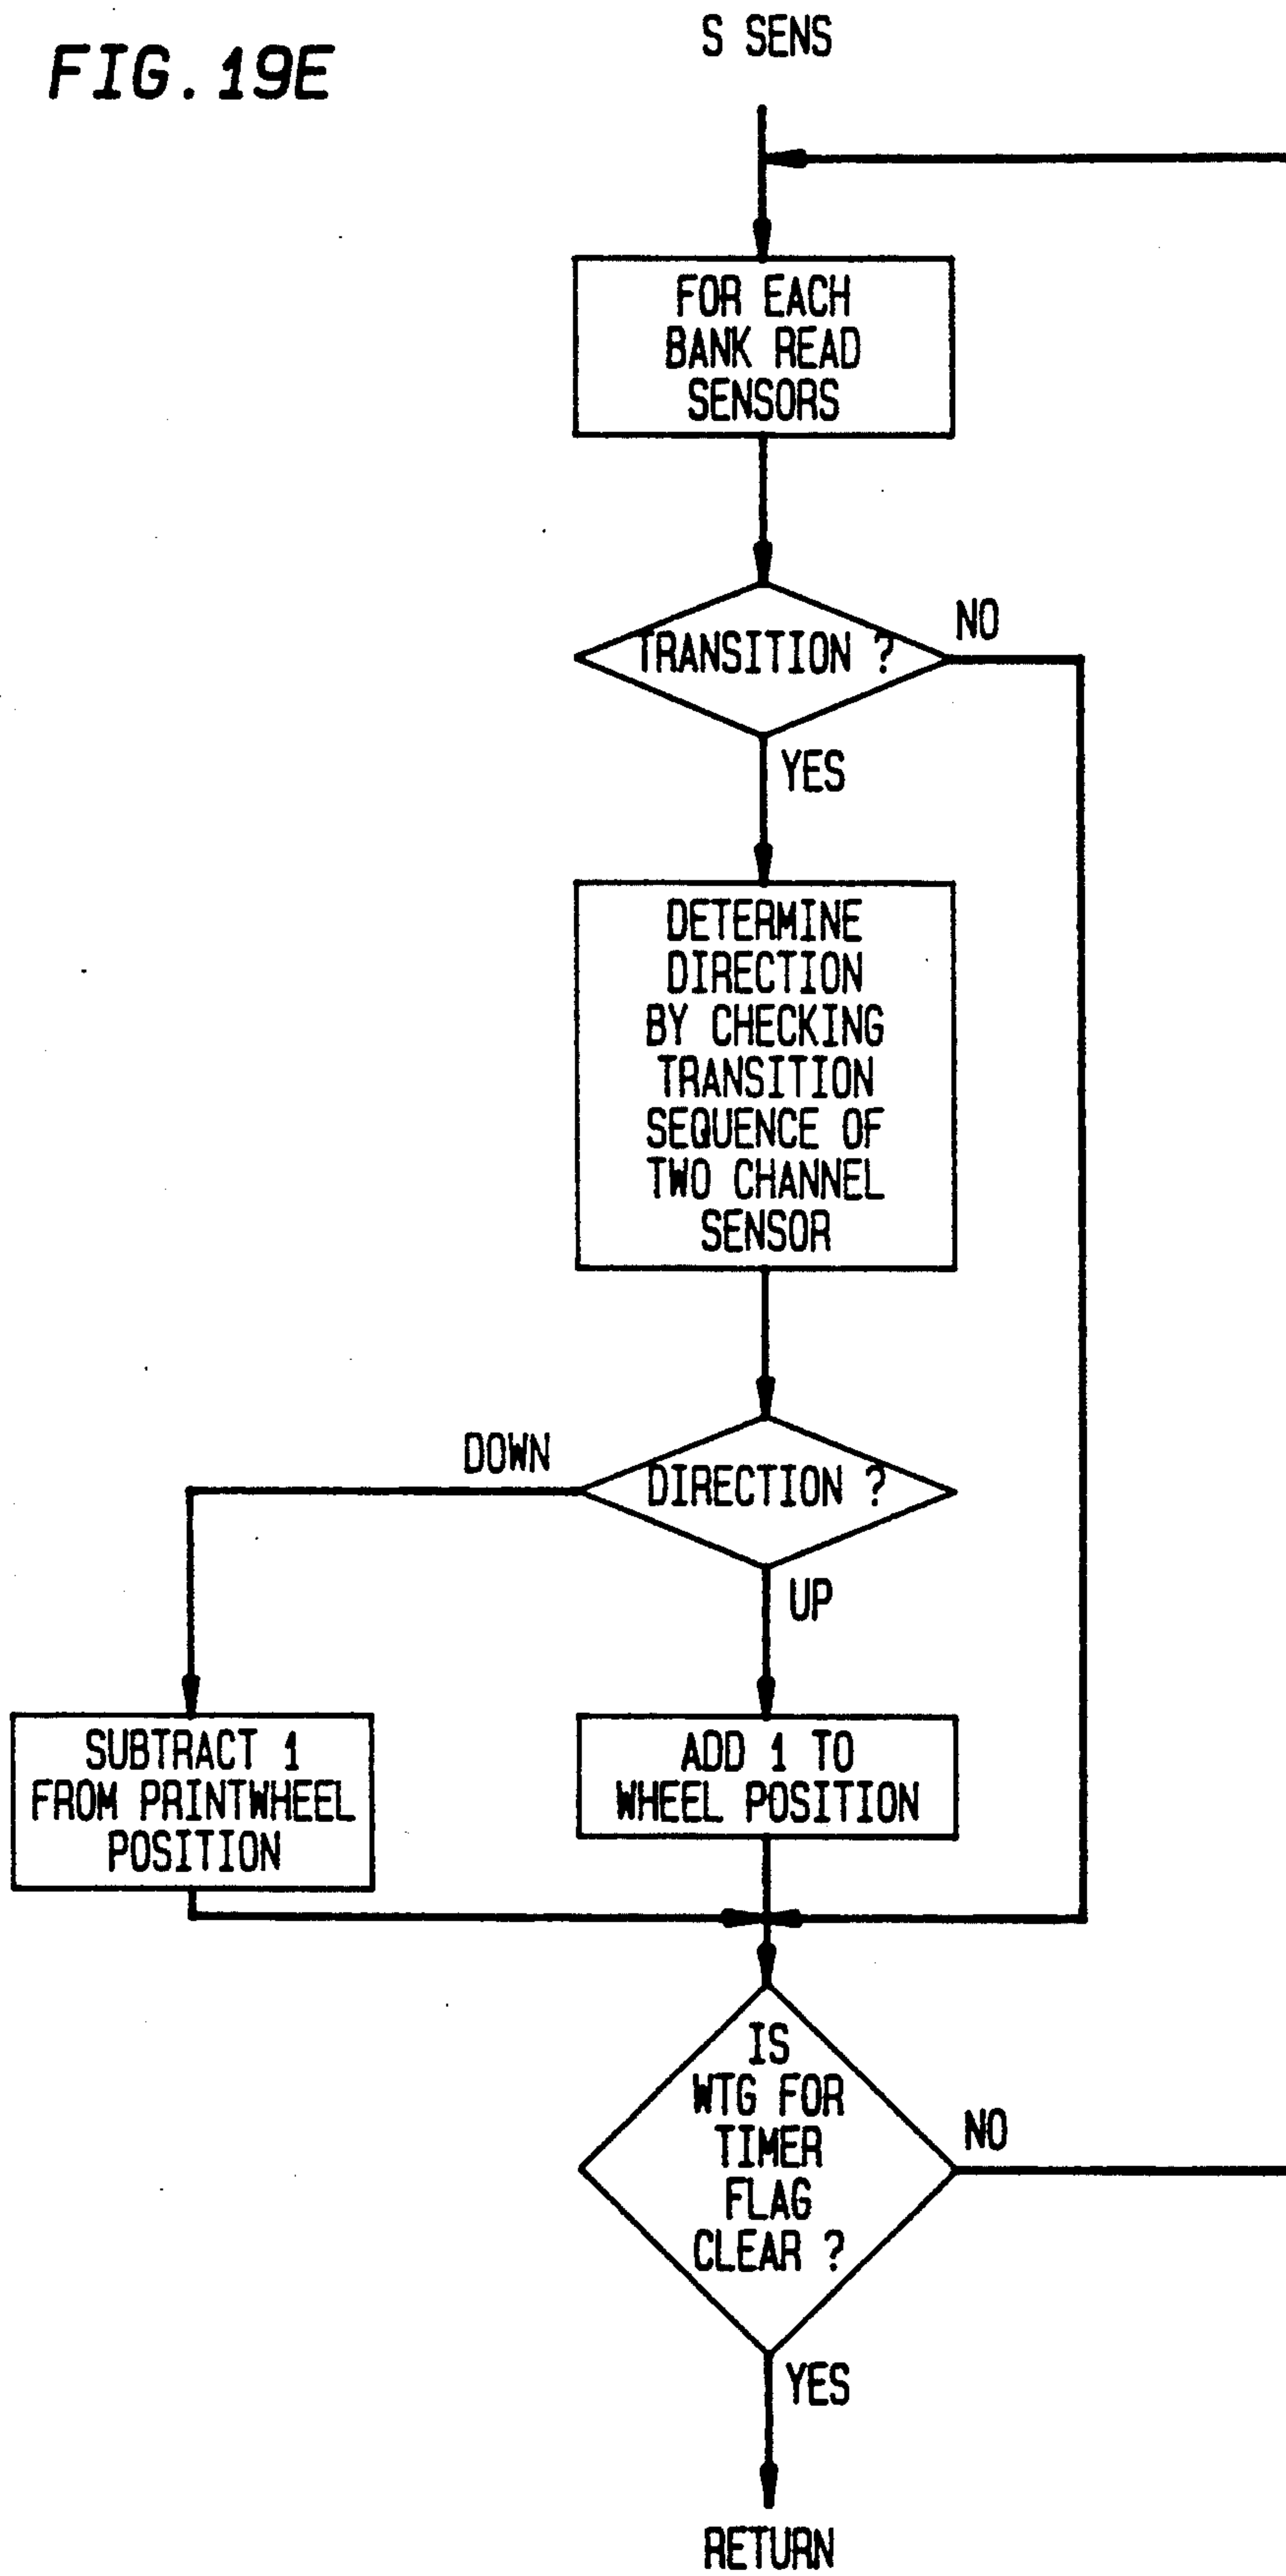 FIG. 19E
S SENS
FOR EACH
BANK READ
SENSORS
TRANSITION ?
NO
YES
DETERMINE
DIRECTION
BY CHECKING
TRANSITION
SEQUENCE OF
TWO CHANNEL
SENSOR
DOWN
DIRECTION ?
UP
SUBTRACT 1
FROM PRINTWHEEL
POSITION
ADD 1 TO
WHEEL POSITION
IS
WTG FOR
TIMER
FLAG
CLEAR ?
NO
YES
RETURN